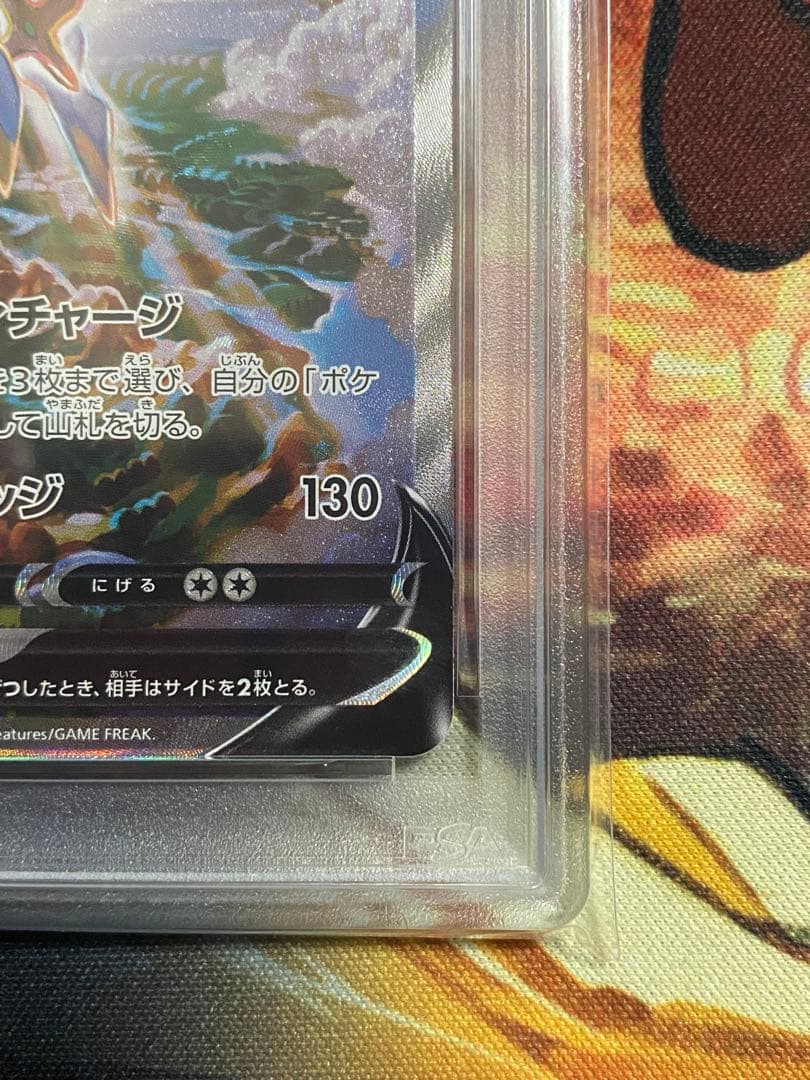 ンチャージ
を3枚まで選び、自分の「ポケ
して山札を切る。
ッジ 130
にげる
つしたとき、相手はサイドを2枚とる。
eatures/GAME FREAK.
PSA